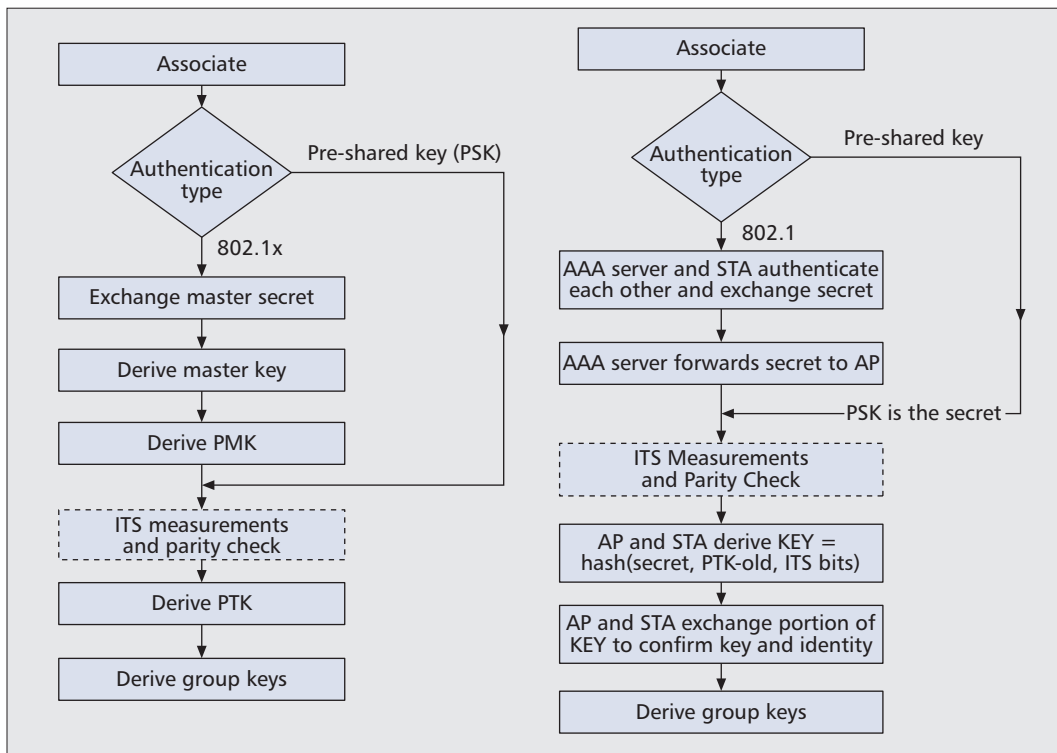 Associate
Authentication
type
Pre-shared key (PSK)
802.1x
Exchange master secret
Derive master key
Derive PMK
ITS measurements
and parity check
Derive PTK
Derive group keys
Associate
Authentication
type
Pre-shared key
802.1
AAA server and STA authenticate
each other and exchange secret
AAA server forwards secret to AP
PSK is the secret
ITS Measurements
and Parity Check
AP and STA derive KEY =
hash(secret, PTK-old, ITS bits)
AP and STA exchange portion of
KEY to confirm key and identity
Derive group keys